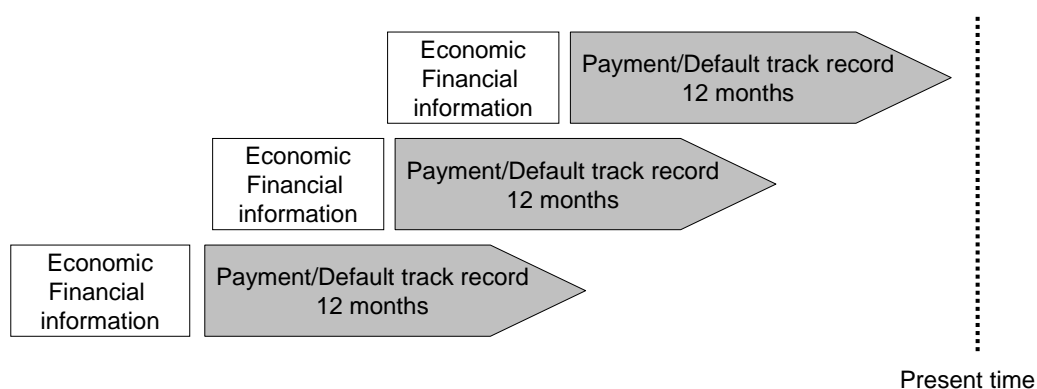 Economic
Financial
information
Payment/Default track record
12 months
Economic
Financial
information
Payment/Default track record
12 months
Economic
Financial
information
Payment/Default track record
12 months
Present time